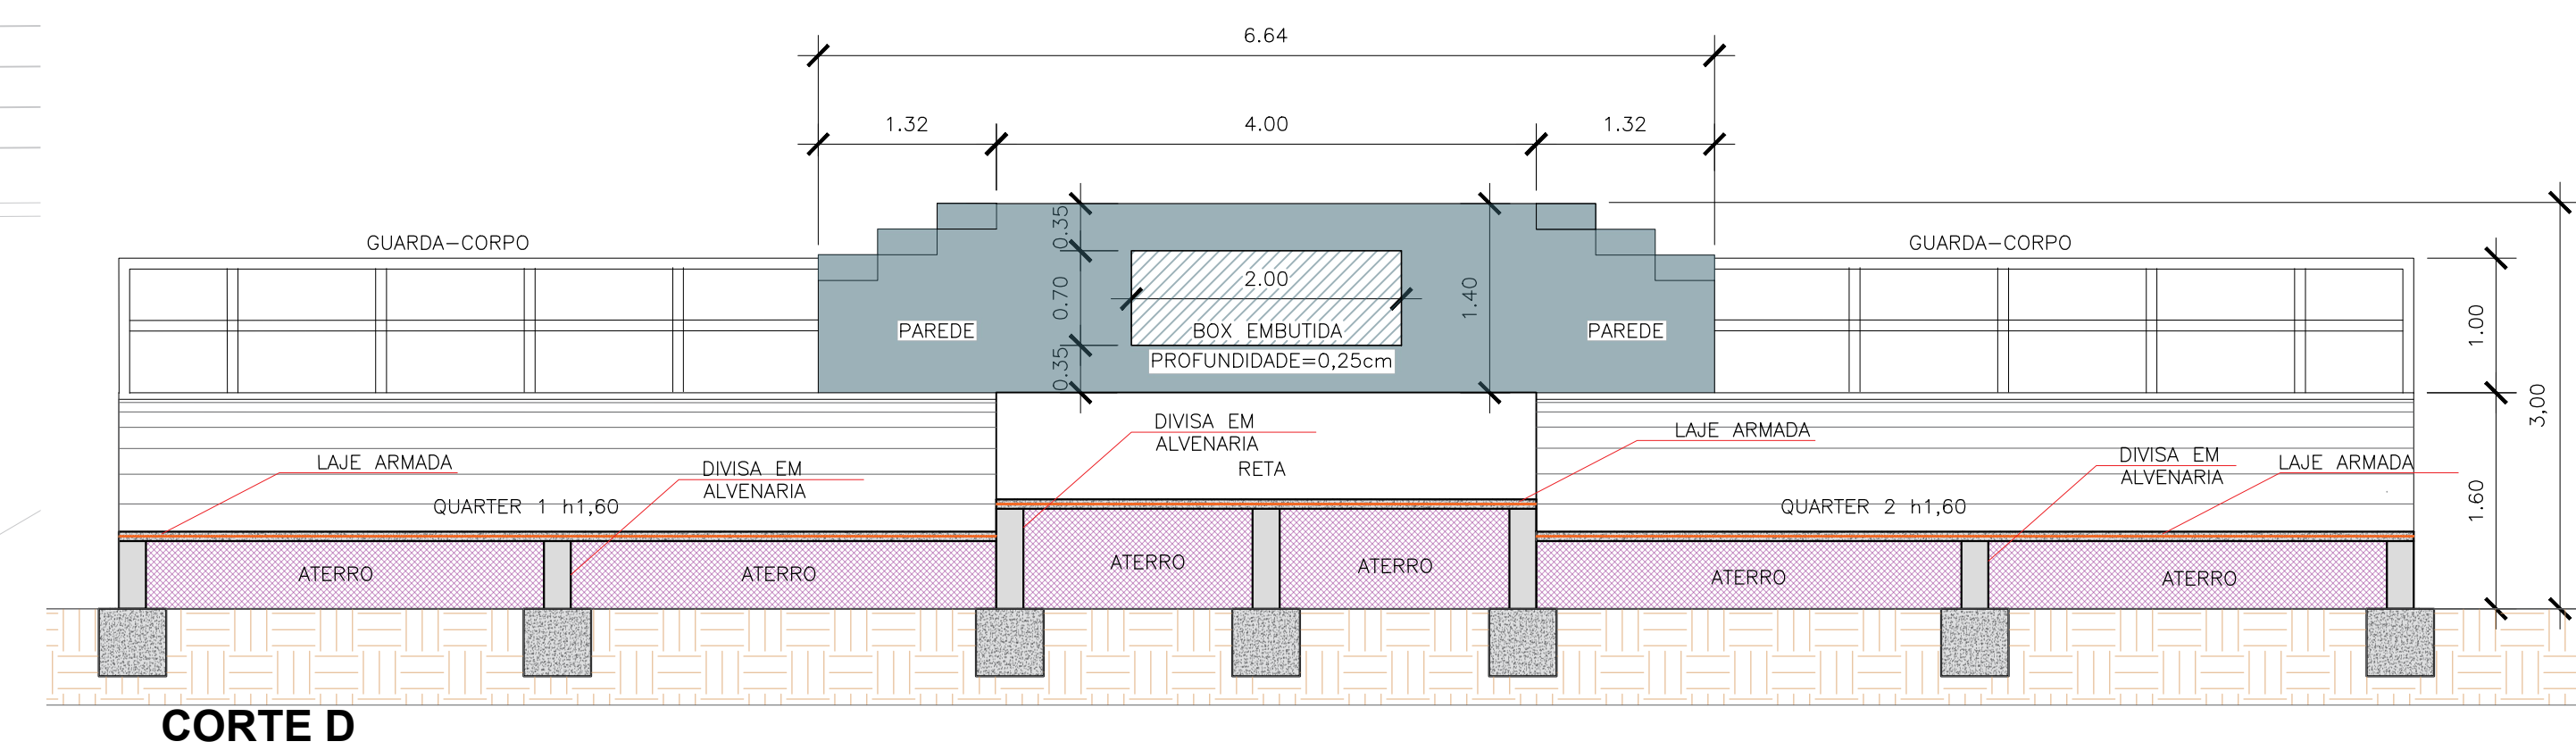 6.64
1.32
4.00
1.32
GUARDA-CORPO
0.35
0.70
0.35
2.00
BOX EMBUTIDA
PROFUNDIDADE=0,25cm
1.40
PAREDE
PAREDE
GUARDA-CORPO
1.00
3,00
1.60
LAJE ARMADA
DIVISA EM
ALVENARIA
QUARTER 1 h1,60
DIVISA EM
ALVENARIA
RETA
LAJE ARMADA
DIVISA EM
ALVENARIA
LAJE ARMADA
QUARTER 2 h1,60
ATERRO
ATERRO
ATERRO
ATERRO
ATERRO
ATERRO
CORTE D